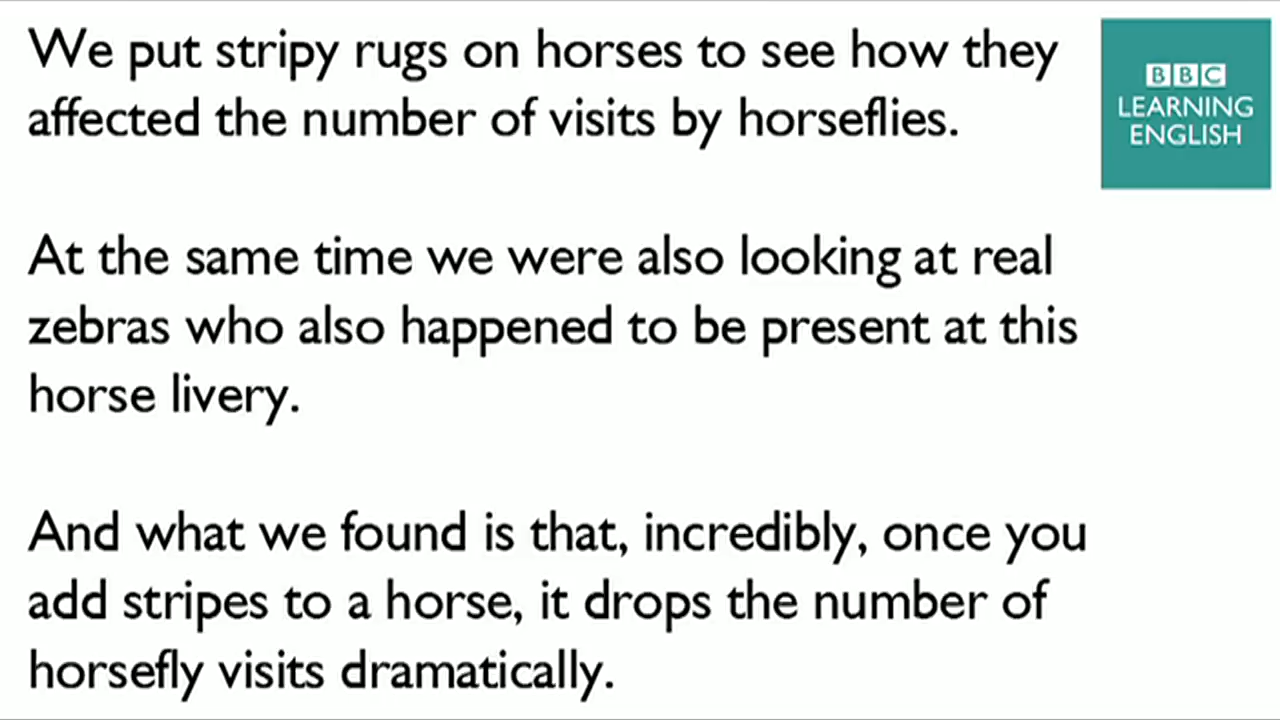 We put stripy rugs on horses to see how they
affected the number of visits by horseflies.
At the same time we were also looking at real
zebras who also happened to be present at this
horse livery.
And what we found is that, incredibly, once you
add stripes to a horse, it drops the number of
horsefly visits dramatically.
BBC
LEARNING
ENGLISH